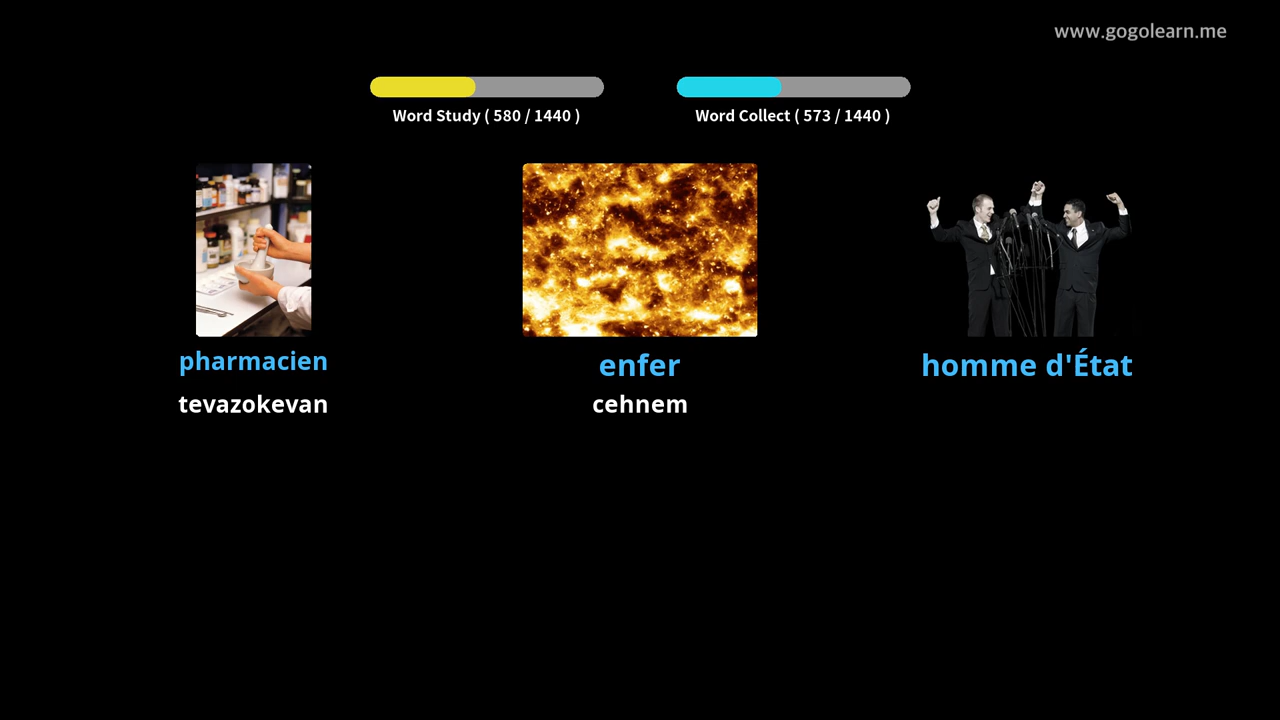 www.gogolearn.me
Word Study ( 580 / 1440 )
Word Collect ( 573 / 1440 )
pharmacien
enfer
homme d'État
tevazokevan
cehnem